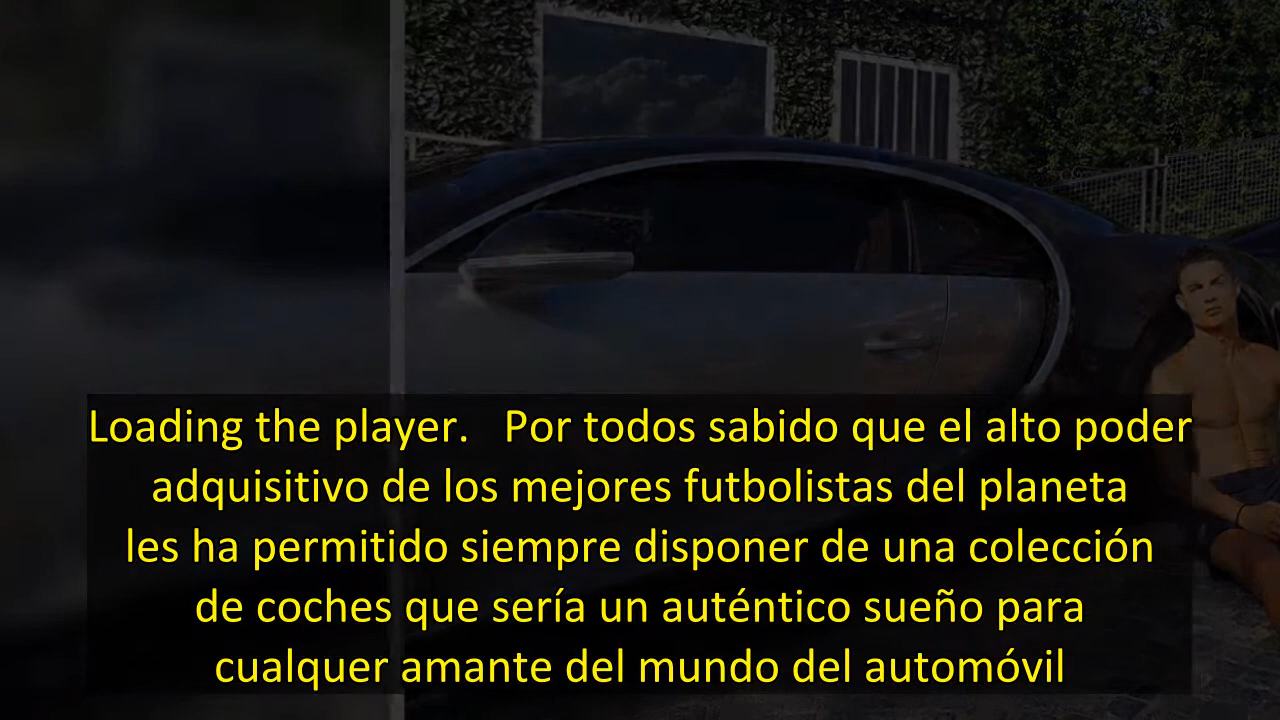 Loading the player.   Por todos sabido que el alto poder
adquisitivo de los mejores futbolistas del planeta
les ha permitido siempre disponer de una colección
de coches que sería un auténtico sueño para
cualquer amante del mundo del automóvil